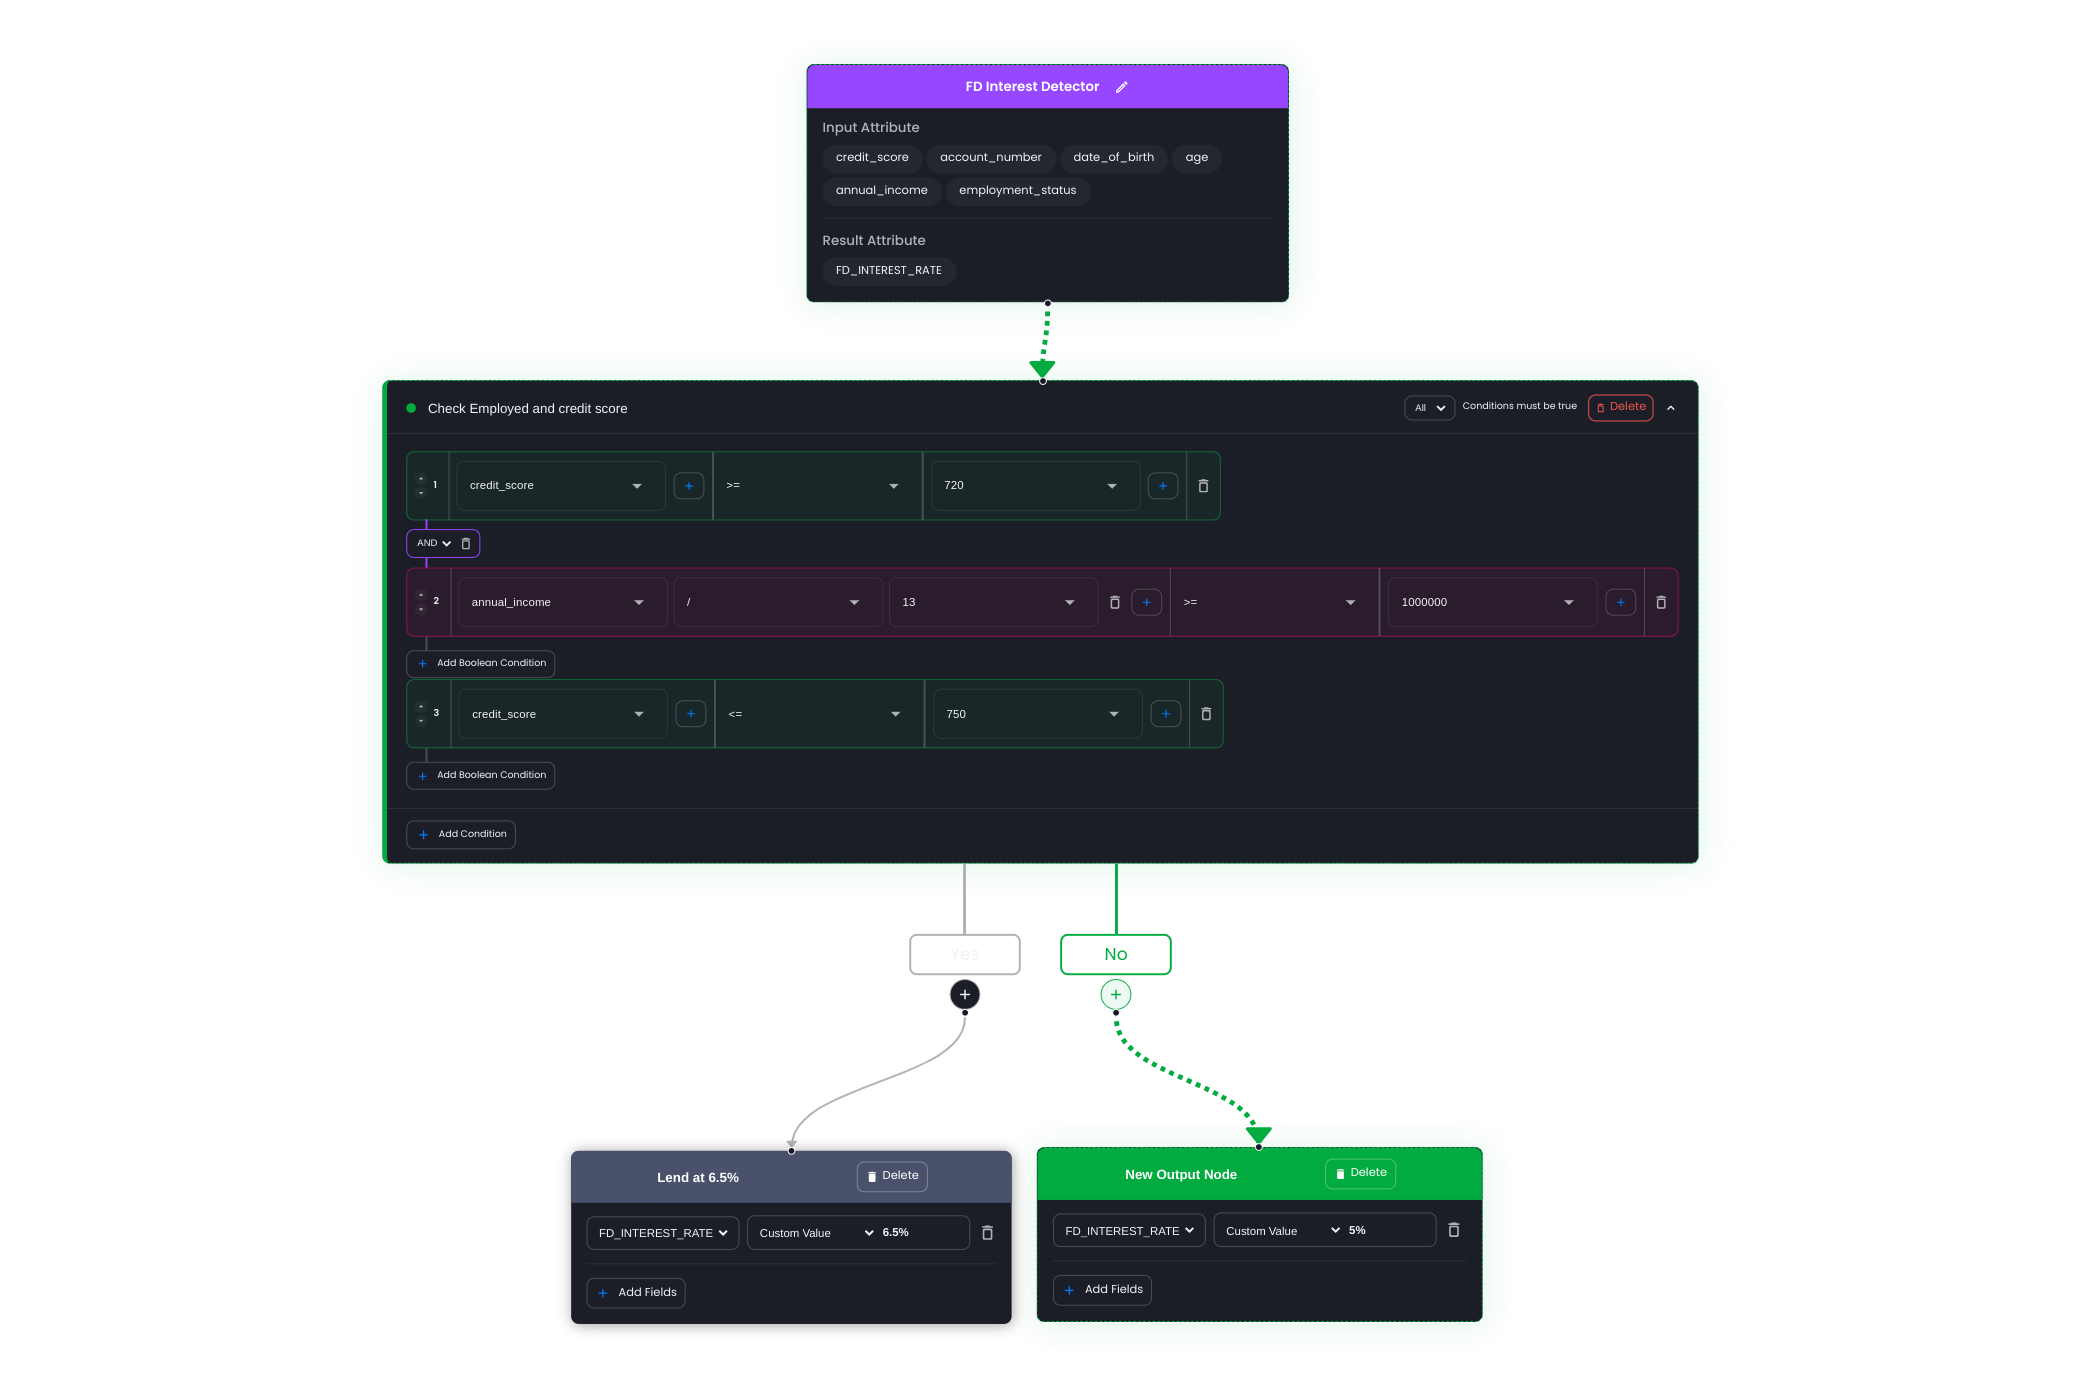 FD Interest Detector
Input Attribute
credit_score account_number date_of_birth age
annual_income employment_status
Result Attribute
FD_INTEREST_RATE
Check Employed and credit score All Conditions must be true Delete
1 credit_score + >= 720 +
AND
2 annual_income / 13 + >= 1000000 +
+ Add Boolean Condition
3 credit_score + <= 750 +
+ Add Boolean Condition
+ Add Condition
Yes No
+ +
Lend at 6.5% Delete
FD_INTEREST_RATE Custom Value 6.5%
+ Add Fields
New Output Node Delete
FD_INTEREST_RATE Custom Value 5%
+ Add Fields